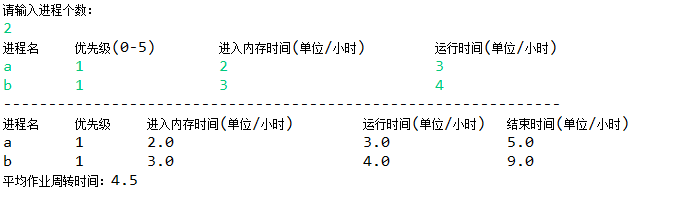 请输入进程个数：
2
进程名 优先级(0-5) 进入内存时间(单位/小时) 运行时间(单位/小时)
a 1 2 3
b 1 3 4
--------------------------------------------------------------
进程名 优先级 进入内存时间(单位/小时) 运行时间(单位/小时) 结束时间(单位/小时)
a 1 2.0 3.0 5.0
b 1 3.0 4.0 9.0
平均作业周转时间：4.5